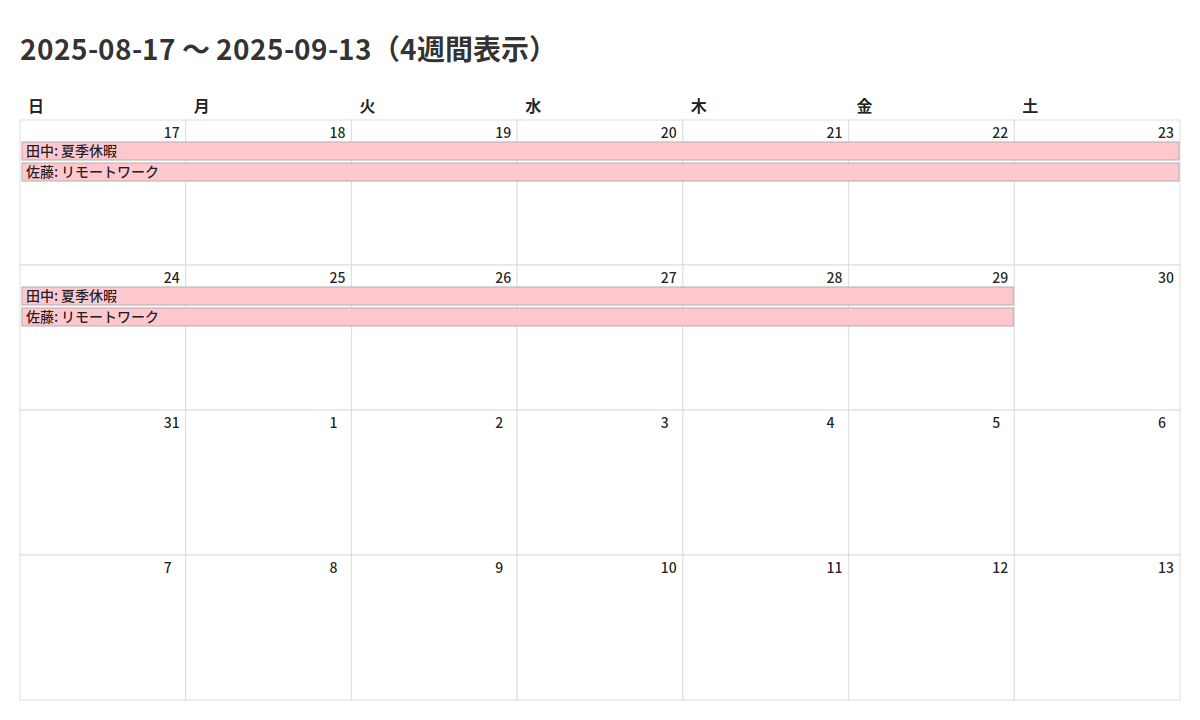 2025-08-17 〜 2025-09-13（4週間表示）
日 月 火 水 木 金 土
17 18 19 20 21 22 23
田中: 夏季休暇
佐藤: リモートワーク
24 25 26 27 28 29 30
田中: 夏季休暇
佐藤: リモートワーク
31 1 2 3 4 5 6
7 8 9 10 11 12 13